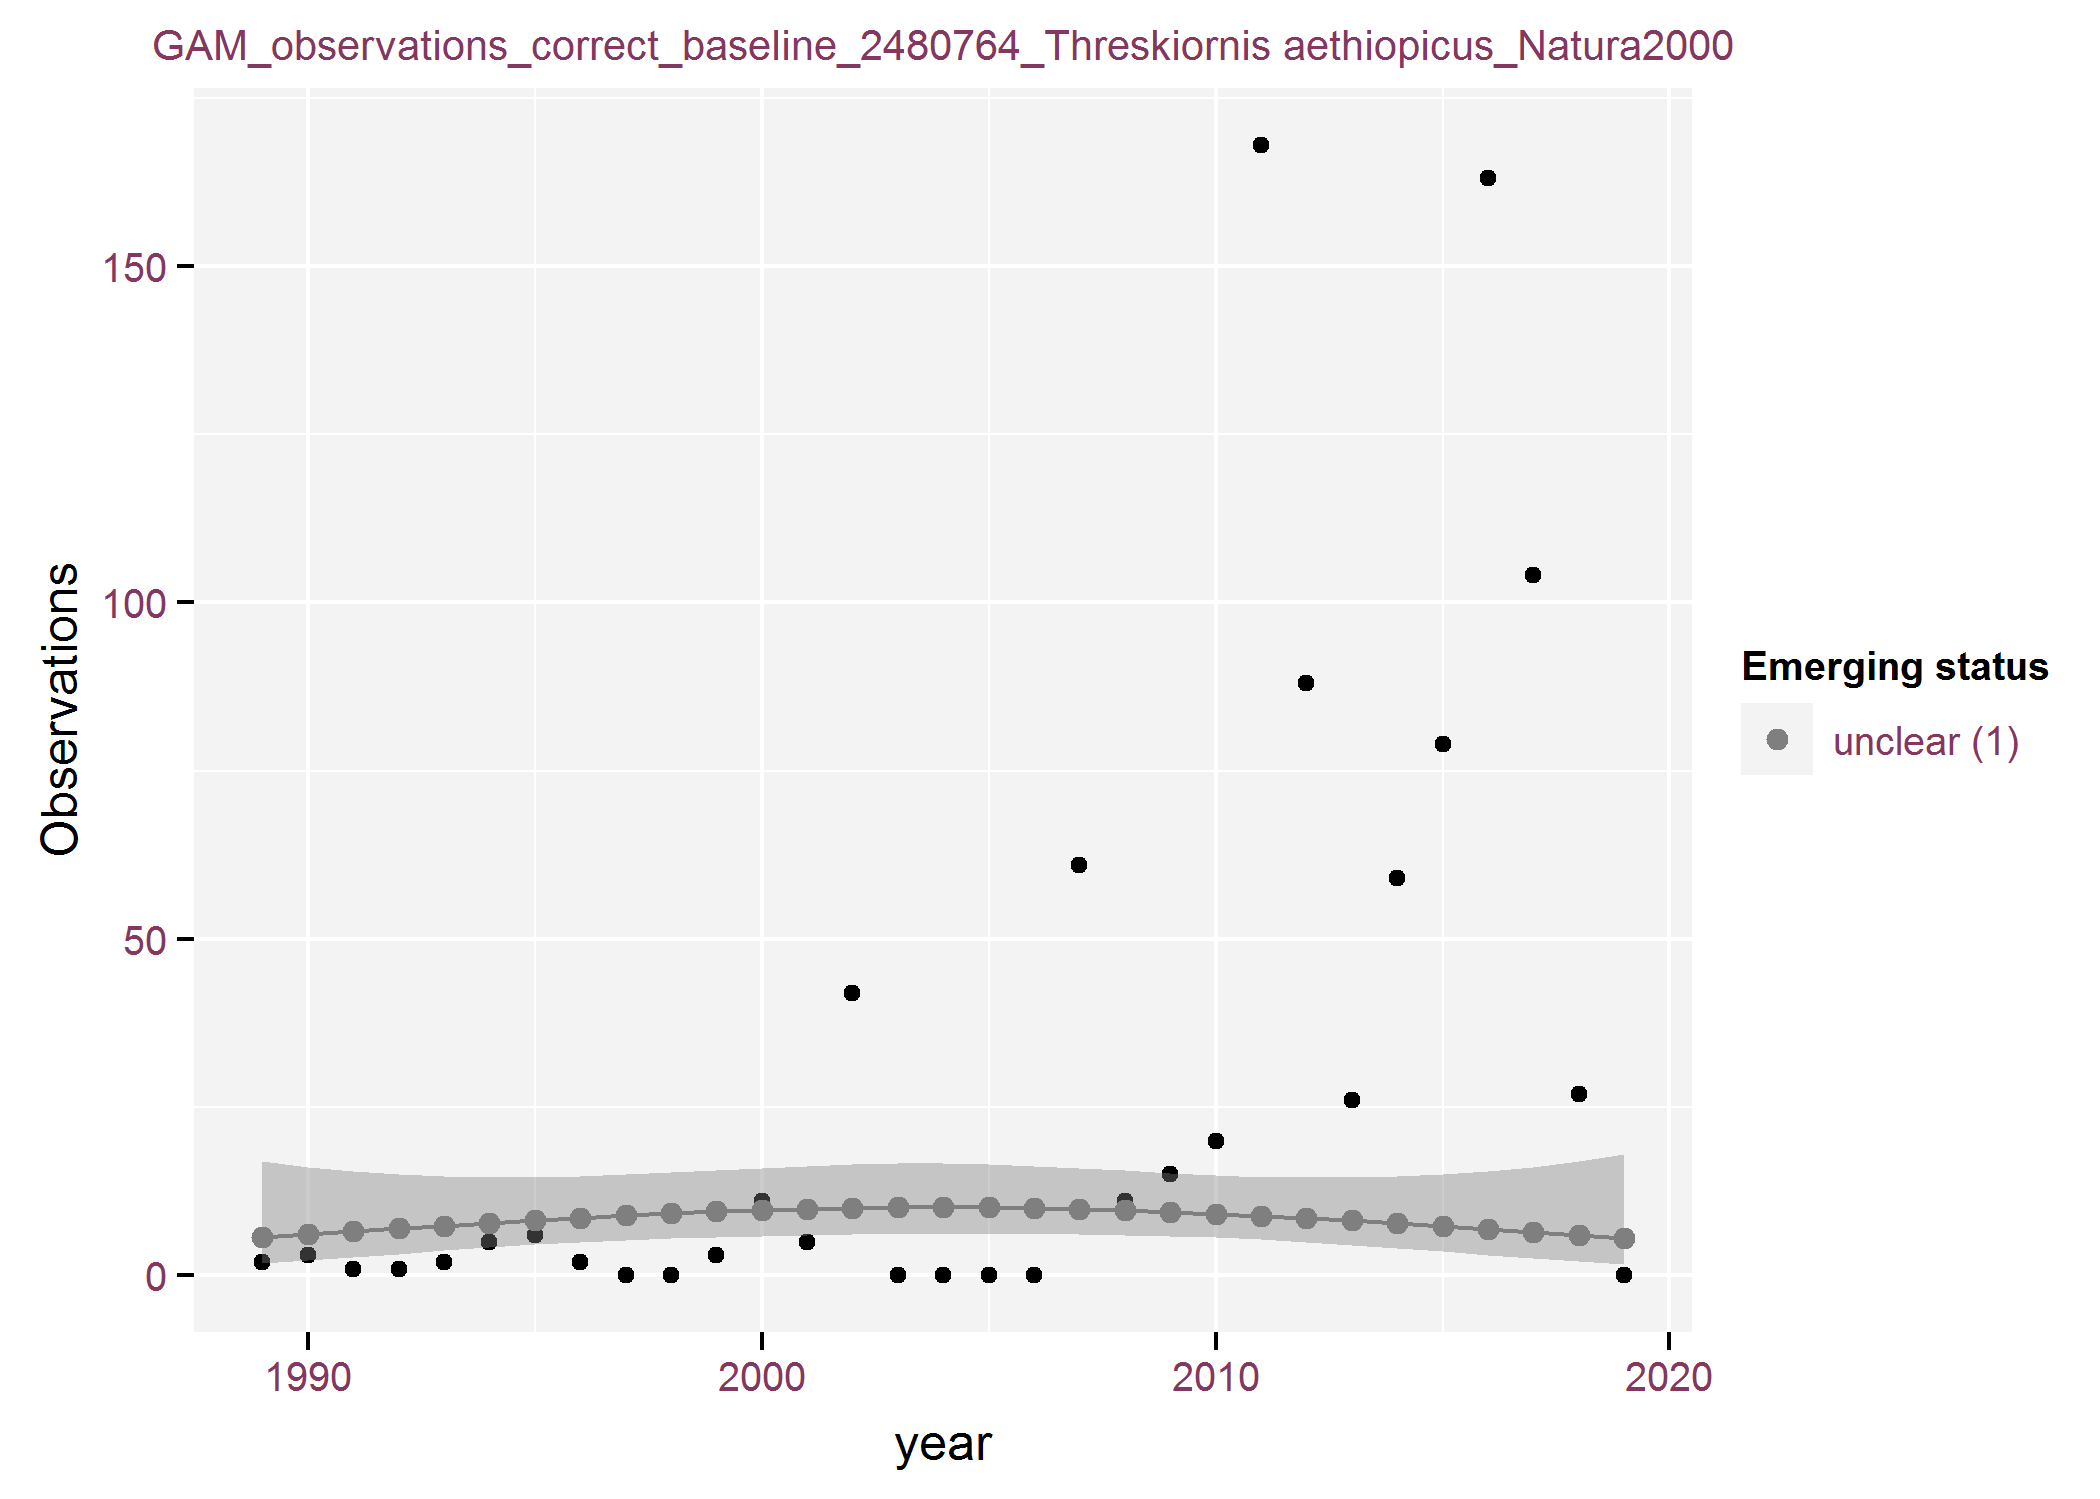 GAM_observations_correct_baseline_2480764_Threskiornis aethiopicus_Natura2000
Observations
150
100
50
0
1990
2000
2010
2020
year
Emerging status
unclear (1)